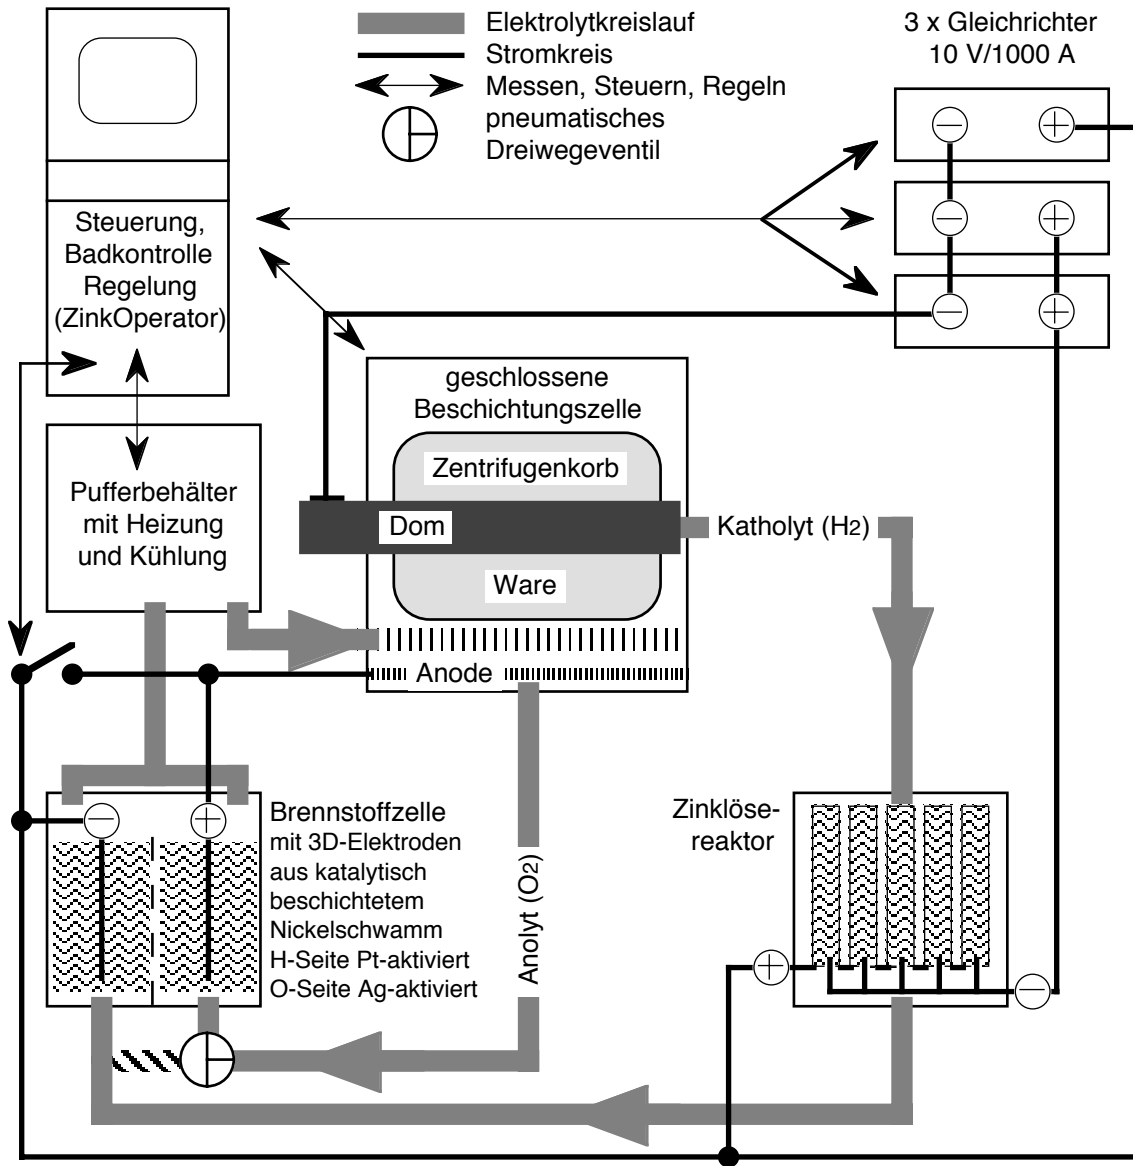 Elektrolytkreislauf
Stromkreis
Messen, Steuern, Regeln
pneumatisches
Dreiwegeventil
3 x Gleichrichter
10 V/1000 A
− +
− +
− +
Steuerung,
Badkontrolle
Regelung
(ZinkOperator)
geschlossene
Beschichtungszelle
Zentrifugenkorb
Dom
Ware
Anode
Katholyt (H2)
Pufferbehälter
mit Heizung
und Kühlung
− +
Brennstoffzelle
mit 3D-Elektroden
aus katalytisch
beschichtetem
Nickelschwamm
H-Seite Pt-aktiviert
O-Seite Ag-aktiviert
Anolyt (O2)
Zinklöse-
reaktor
+
−